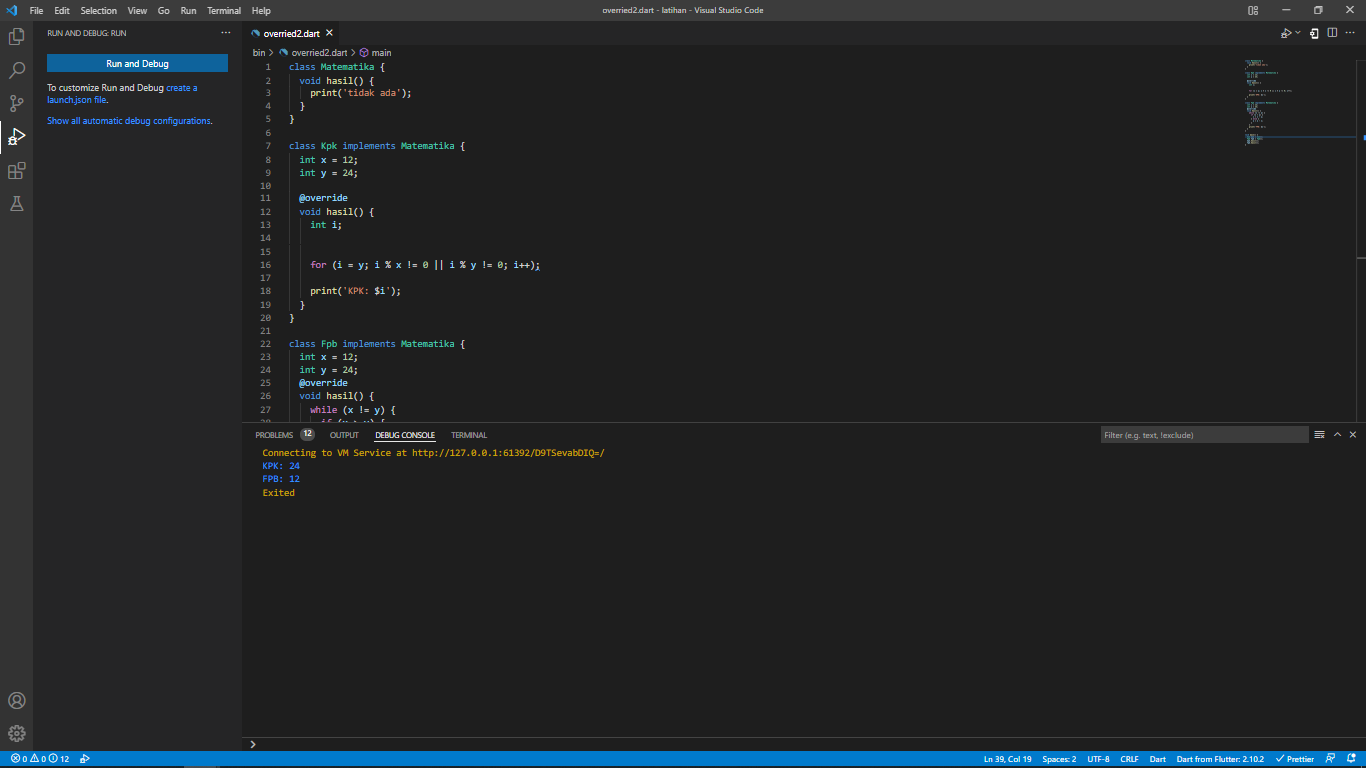 File Edit Selection View Go Run Terminal Help
overried2.dart - latihan - Visual Studio Code
RUN AND DEBUG: RUN
Run and Debug
To customize Run and Debug create a
launch.json file.
Show all automatic debug configurations.
overried2.dart
bin > overried2.dart > main
1 class Matematika {
2 void hasil() {
3 print('tidak ada');
4 }
5 }
6
7 class Kpk implements Matematika {
8 int x = 12;
9 int y = 24;
10
11 @override
12 void hasil() {
13 int i;
14
15
16 for (i = y; i % x != 0 || i % y != 0; i++);
17
18 print('KPK: $i');
19 }
20 }
21
22 class Fpb implements Matematika {
23 int x = 12;
24 int y = 24;
25 @override
26 void hasil() {
27 while (x != y) {
PROBLEMS 12 OUTPUT DEBUG CONSOLE TERMINAL
Filter (e.g. text, !exclude)
Connecting to VM Service at http://127.0.0.1:61392/D9TSevabDIQ=/
KPK: 24
FPB: 12
Exited
0 0 12
Ln 39, Col 19 Spaces: 2 UTF-8 CRLF Dart Dart from Flutter: 2.10.2 Prettier